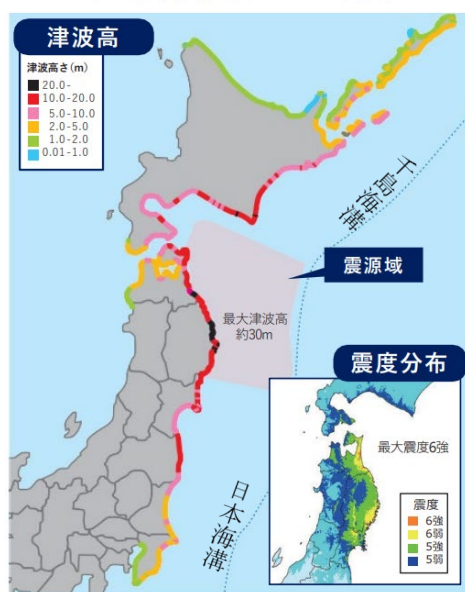 津波高
津波高さ(m)
20.0-
10.0-20.0
5.0-10.0
2.0-5.0
1.0-2.0
0.01-1.0
千島海溝
震源域
最大津波高
約30m
震度分布
最大震度6強
震度
6強
6弱
5強
5弱
日本海溝